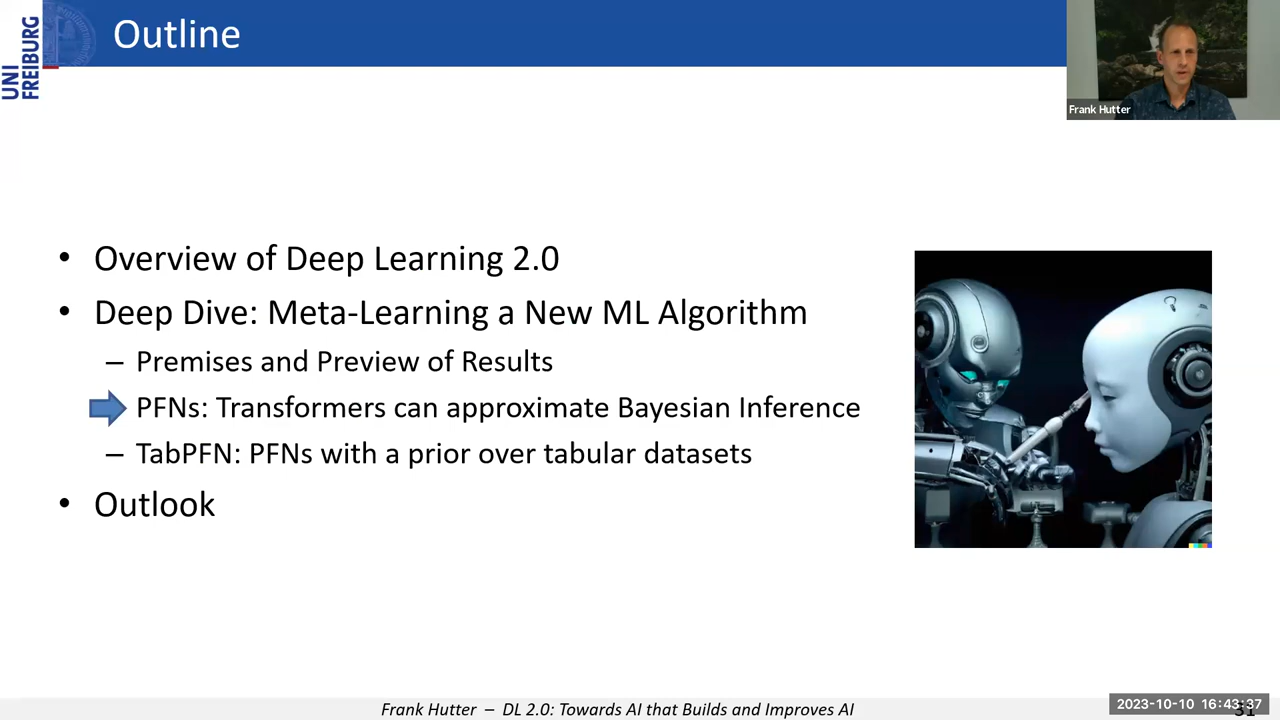 UNI
FREIBURG
Outline
Frank Hutter
• Overview of Deep Learning 2.0
• Deep Dive: Meta-Learning a New ML Algorithm
– Premises and Preview of Results
PFNs: Transformers can approximate Bayesian Inference
– TabPFN: PFNs with a prior over tabular datasets
• Outlook
Frank Hutter – DL 2.0: Towards AI that Builds and Improves AI
2023-10-10 16:43:37